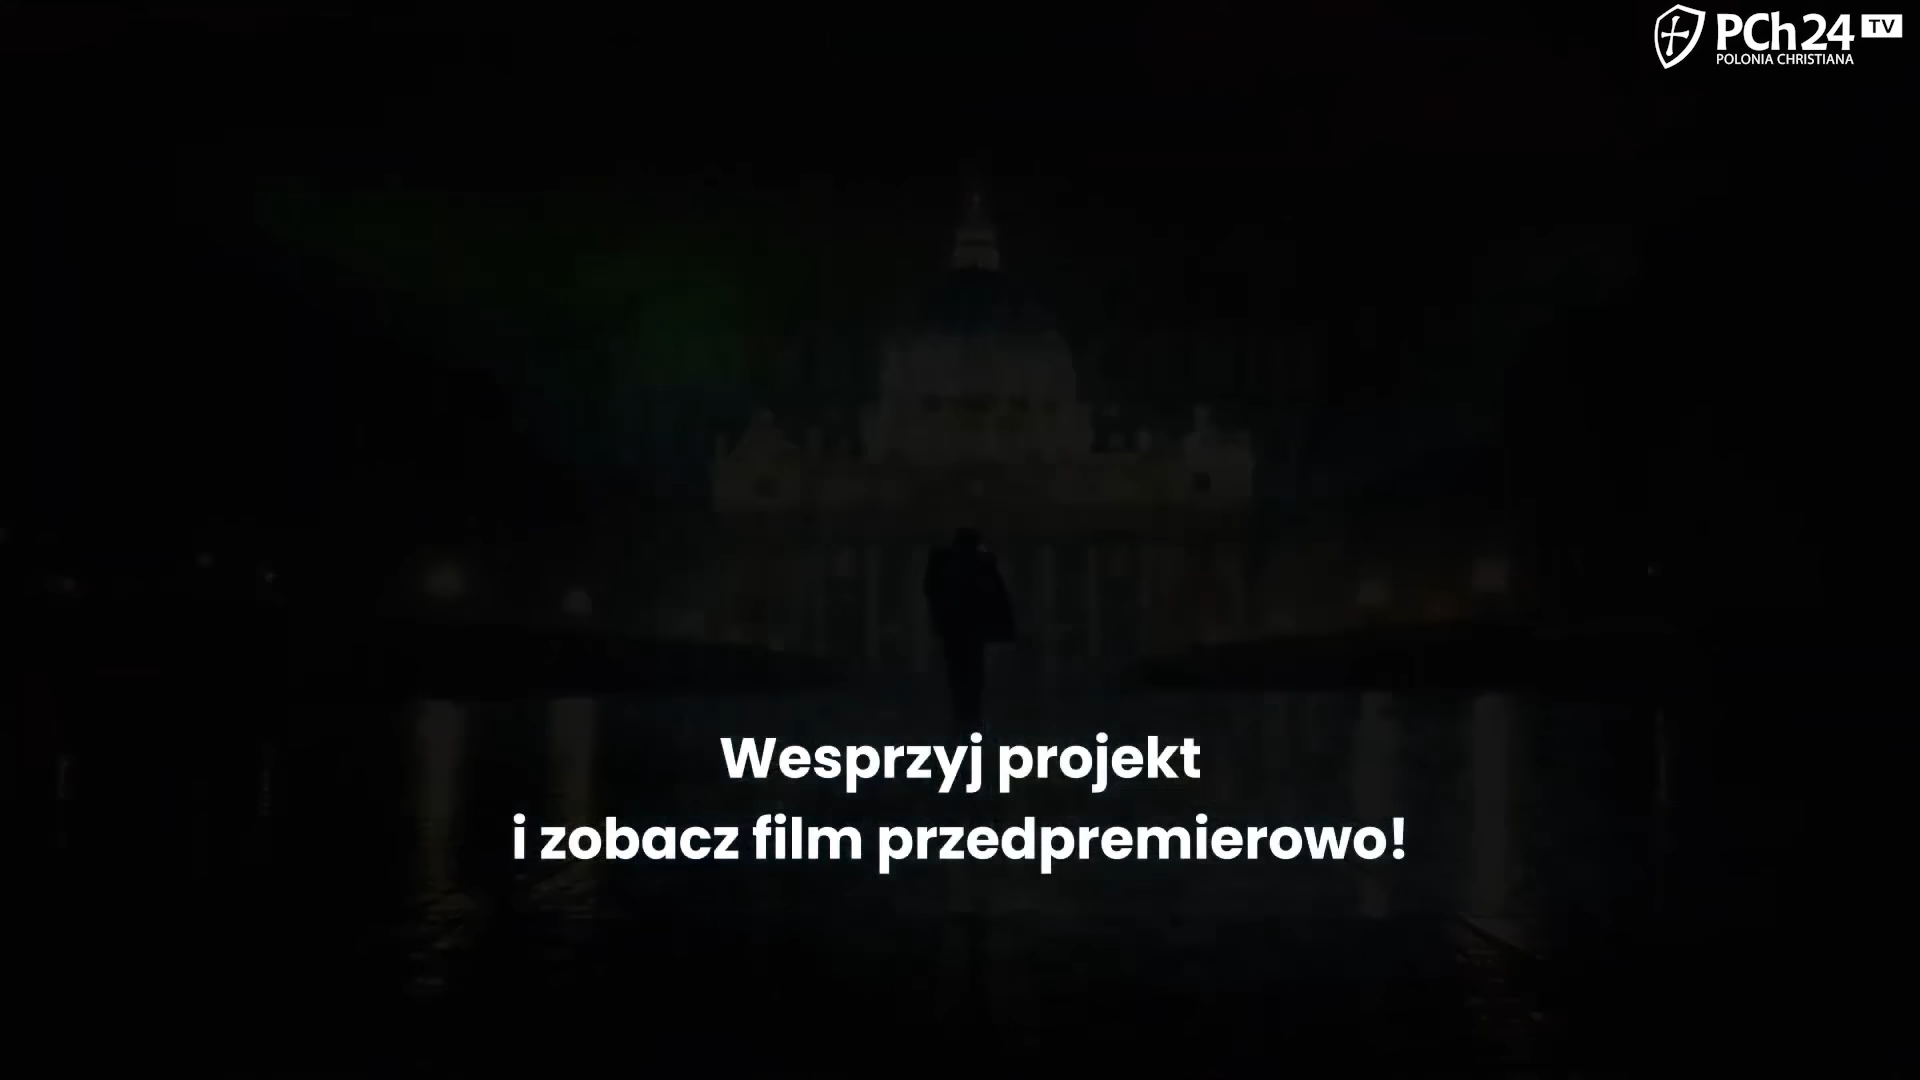 PCh24 TV
POLONIA CHRISTIANA
Wesprzyj projekt
i zobacz film przedpremierowo!